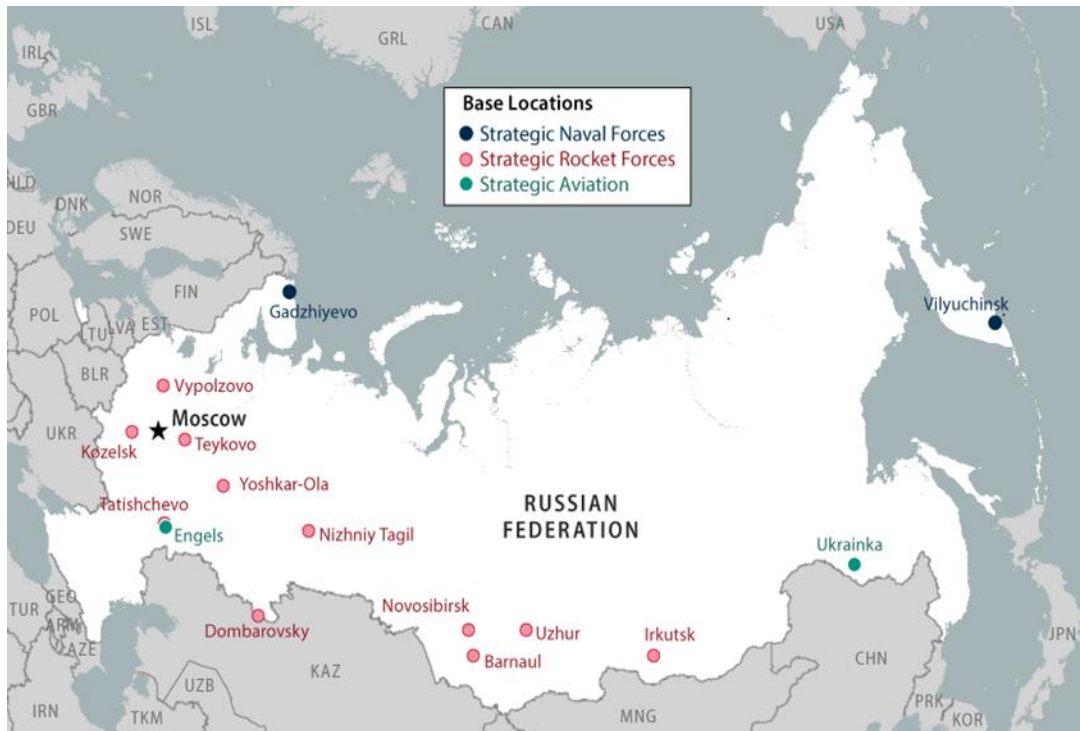 ISL
CAN
USA
GRL
IRL
GBR
Base Locations
Strategic Naval Forces
Strategic Rocket Forces
Strategic Aviation
NLD
DNK
NOR
DEU
SWE
FIN
Gadzhiyevo
Vilyuchinsk
POL
LTU
LVA
EST
BLR
Vypolzovo
Moscow
UKR
Kozelsk
Teykovo
Yoshkar-Ola
Tatishchevo
Engels
Nizhniy Tagil
RUSSIAN
FEDERATION
Ukrainka
GEO
TUR
ARM
AZE
Dombarovsky
Novosibirsk
Uzhur
Irkutsk
Barnaul
KAZ
CHN
JPN
UZB
IRN
TKM
MNG
PRK
KOR